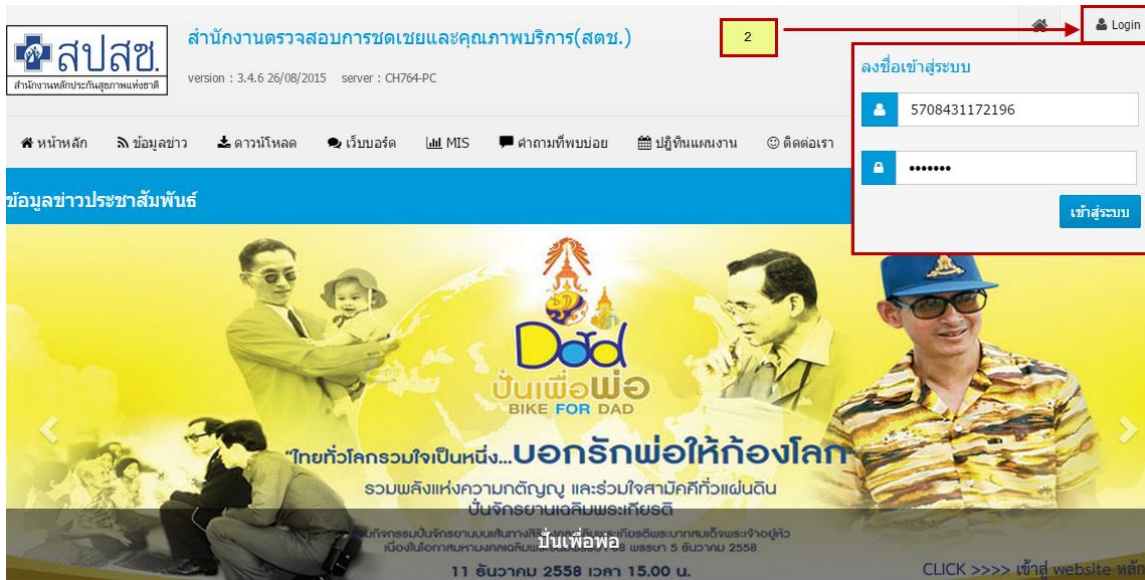 สปสช.
สำนักงานหลักประกันสุขภาพแห่งชาติ
สำนักงานตรวจสอบการชดเชยและคุณภาพบริการ(สตช.)
version : 3.4.6 26/08/2015 server : CH764-PC
2
Login
ลงชื่อเข้าสู่ระบบ
5708431172196
•••••••
เข้าสู่ระบบ
หน้าหลัก ข้อมูลข่าว ดาวน์โหลด เว็บบอร์ด MIS คำถามที่พบบ่อย ปฎิทินแผนงาน ติดต่อเรา
ข้อมูลข่าวประชาสัมพันธ์
Dad
ปั่นเพื่อพ่อ
BIKE FOR DAD
"ไทยทั่วโลกรวมใจเป็นหนึ่ง...บอกรักพ่อให้ก้องโลก
รวมพลังแห่งความกตัญญู และร่วมใจสามัคคีทั่วแผ่นดิน
ปั่นจักรยานเฉลิมพระเกียรติ
ปั่นเพื่อพ่อ
พรรษา 5 ธันวาคม 2558
11 ธันวาคม 2558 เวลา 15.00 น.
CLICK >>>> เข้าสู่ website หลัก